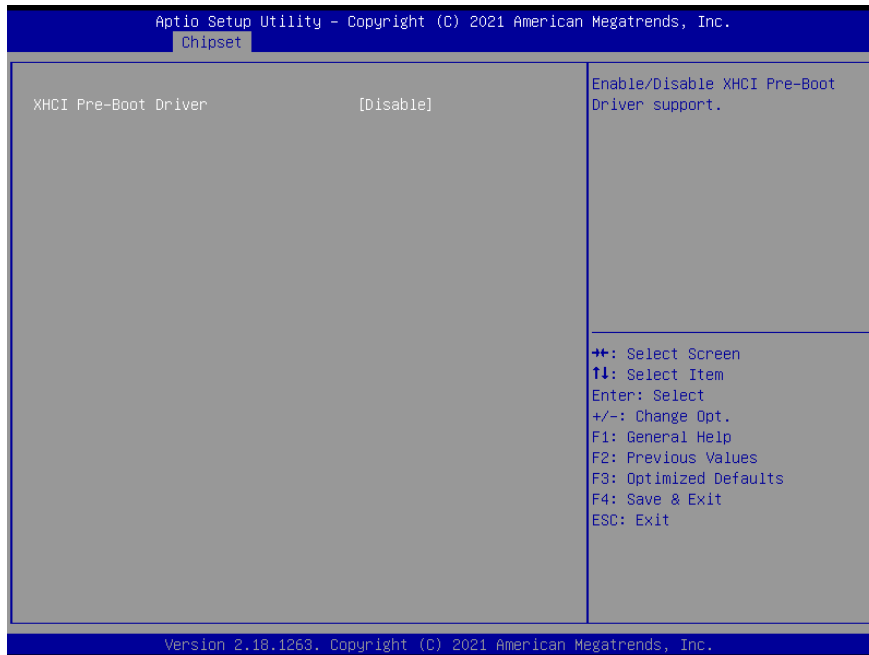 Aptio Setup Utility – Copyright (C) 2021 American Megatrends, Inc.
Chipset
XHCI Pre-Boot Driver [Disable]
Enable/Disable XHCI Pre-Boot
Driver support.
→←: Select Screen
↑↓: Select Item
Enter: Select
+/-: Change Opt.
F1: General Help
F2: Previous Values
F3: Optimized Defaults
F4: Save & Exit
ESC: Exit
Version 2.18.1263. Copyright (C) 2021 American Megatrends, Inc.